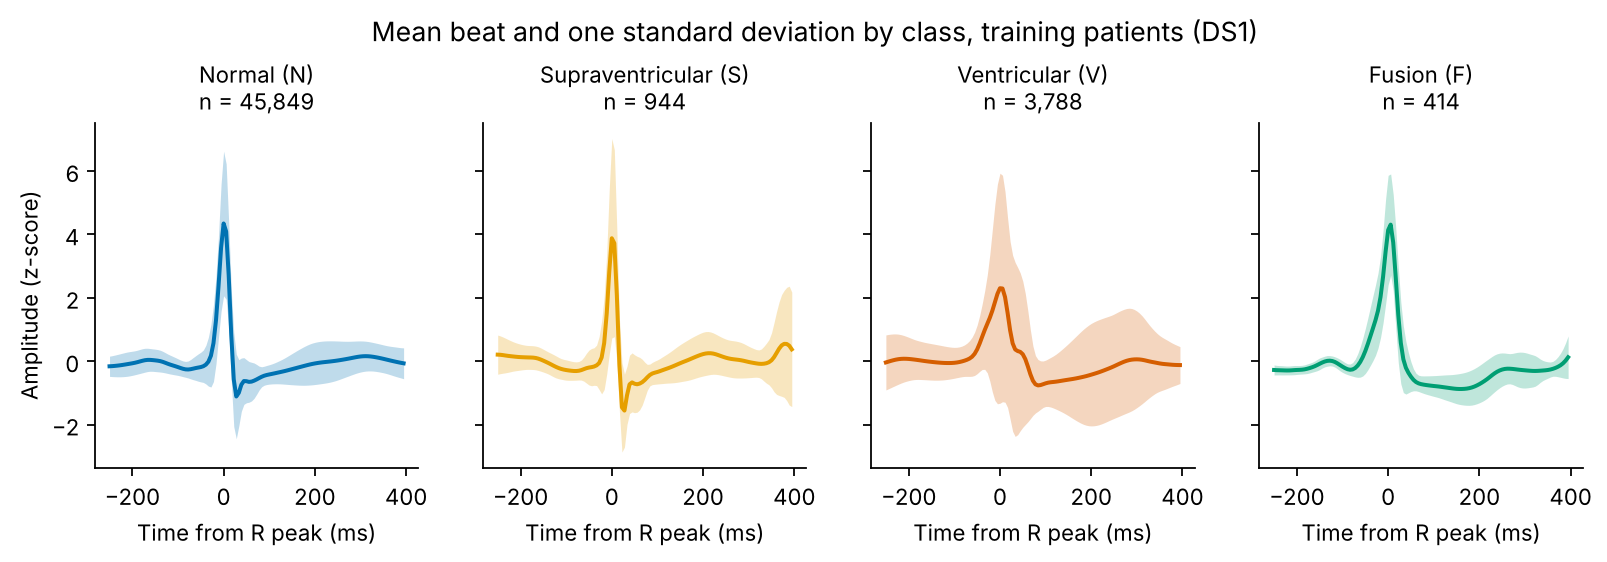 Mean beat and one standard deviation by class, training patients (DS1)
Normal (N)
n = 45,849
Supraventricular (S)
n = 944
Ventricular (V)
n = 3,788
Fusion (F)
n = 414
Amplitude (z-score)
6
4
2
0
−2
−200 0 200 400
−200 0 200 400
−200 0 200 400
−200 0 200 400
Time from R peak (ms)
Time from R peak (ms)
Time from R peak (ms)
Time from R peak (ms)